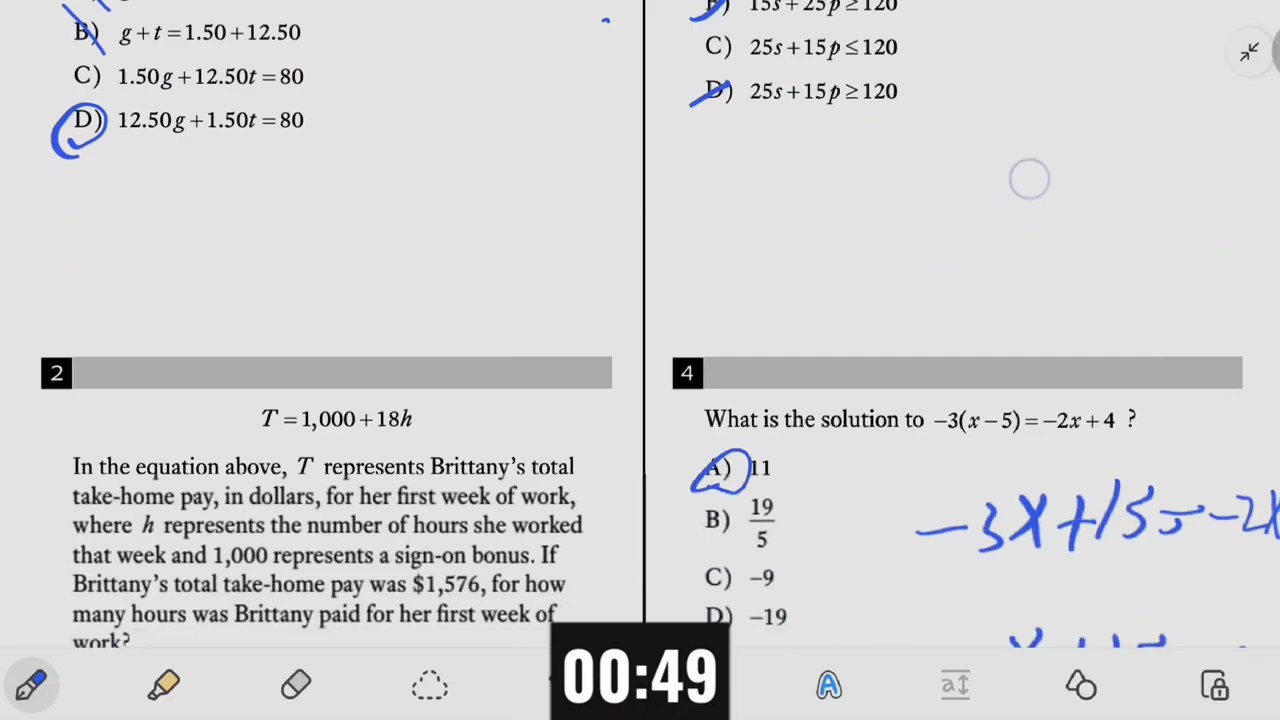 B) g + t = 1.50 + 12.50
C) 1.50g + 12.50t = 80
D) 12.50g + 1.50t = 80
2
T = 1,000 + 18h
In the equation above, T represents Brittany's total
take-home pay, in dollars, for her first week of work,
where h represents the number of hours she worked
that week and 1,000 represents a sign-on bonus. If
Brittany's total take-home pay was $1,576, for how
many hours was Brittany paid for her first week of
work?
15s + 25p ≥ 120
C) 25s + 15p ≤ 120
D) 25s + 15p ≥ 120
4
What is the solution to −3(x − 5) = −2x + 4 ?
A) 11
B) 19/5
C) −9
D) −19
−3x+15=−2x
00:49
A
a